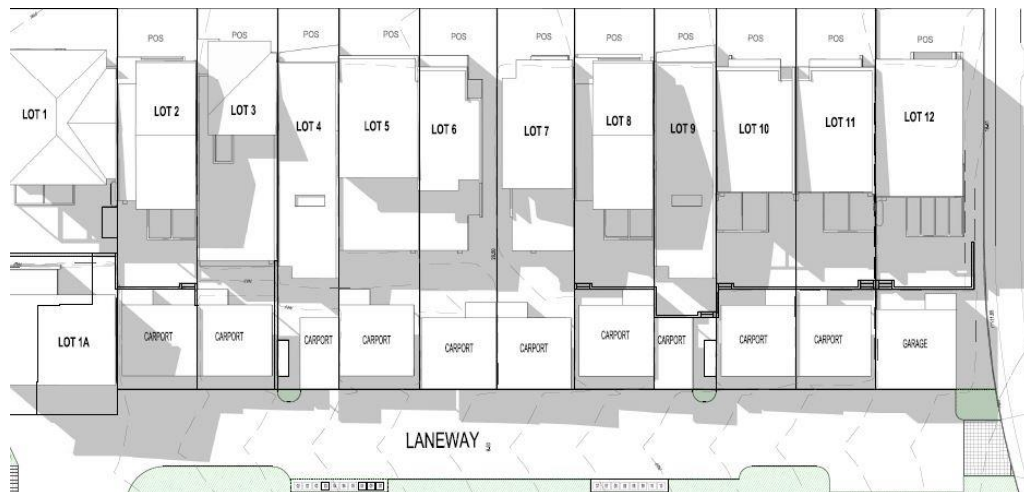 POS
POS
POS
POS
POS
POS
POS
POS
POS
POS
POS
LOT 1
LOT 2
LOT 3
LOT 4
LOT 5
LOT 6
LOT 7
LOT 8
LOT 9
LOT 10
LOT 11
LOT 12
LOT 1A
CARPORT
CARPORT
CARPORT
CARPORT
CARPORT
CARPORT
CARPORT
CARPORT
CARPORT
CARPORT
GARAGE
LANEWAY